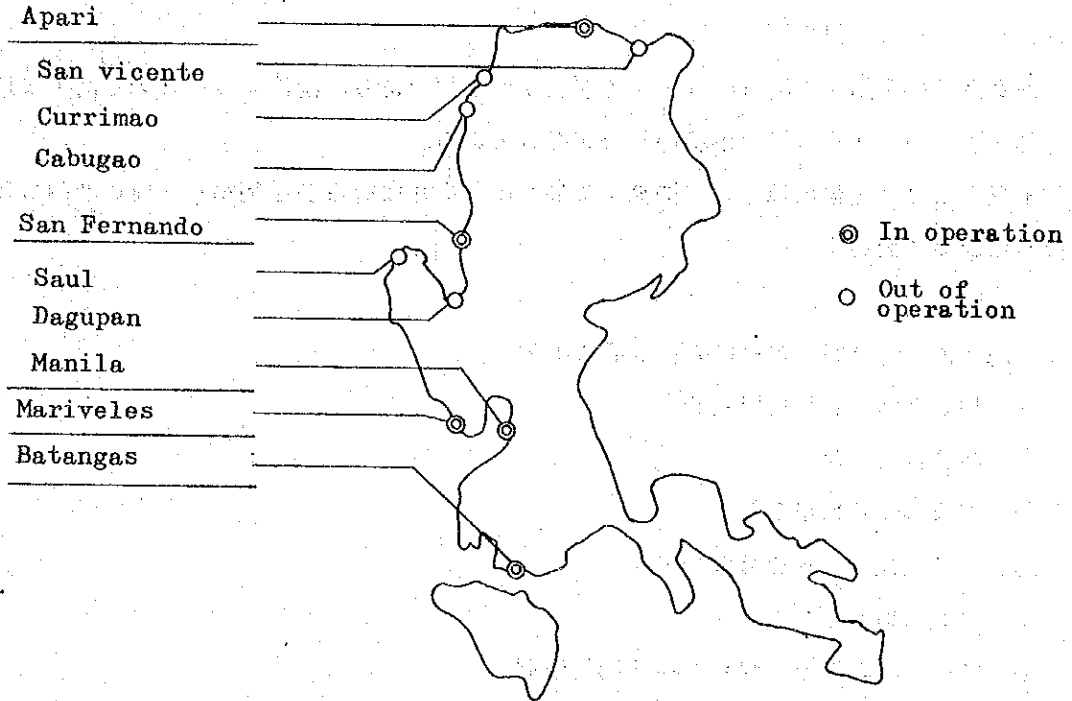 Apari
San vicente
Currimao
Cabugao
San Fernando
Saul
Dagupan
Manila
Mariveles
Batangas
In operation
Out of
operation